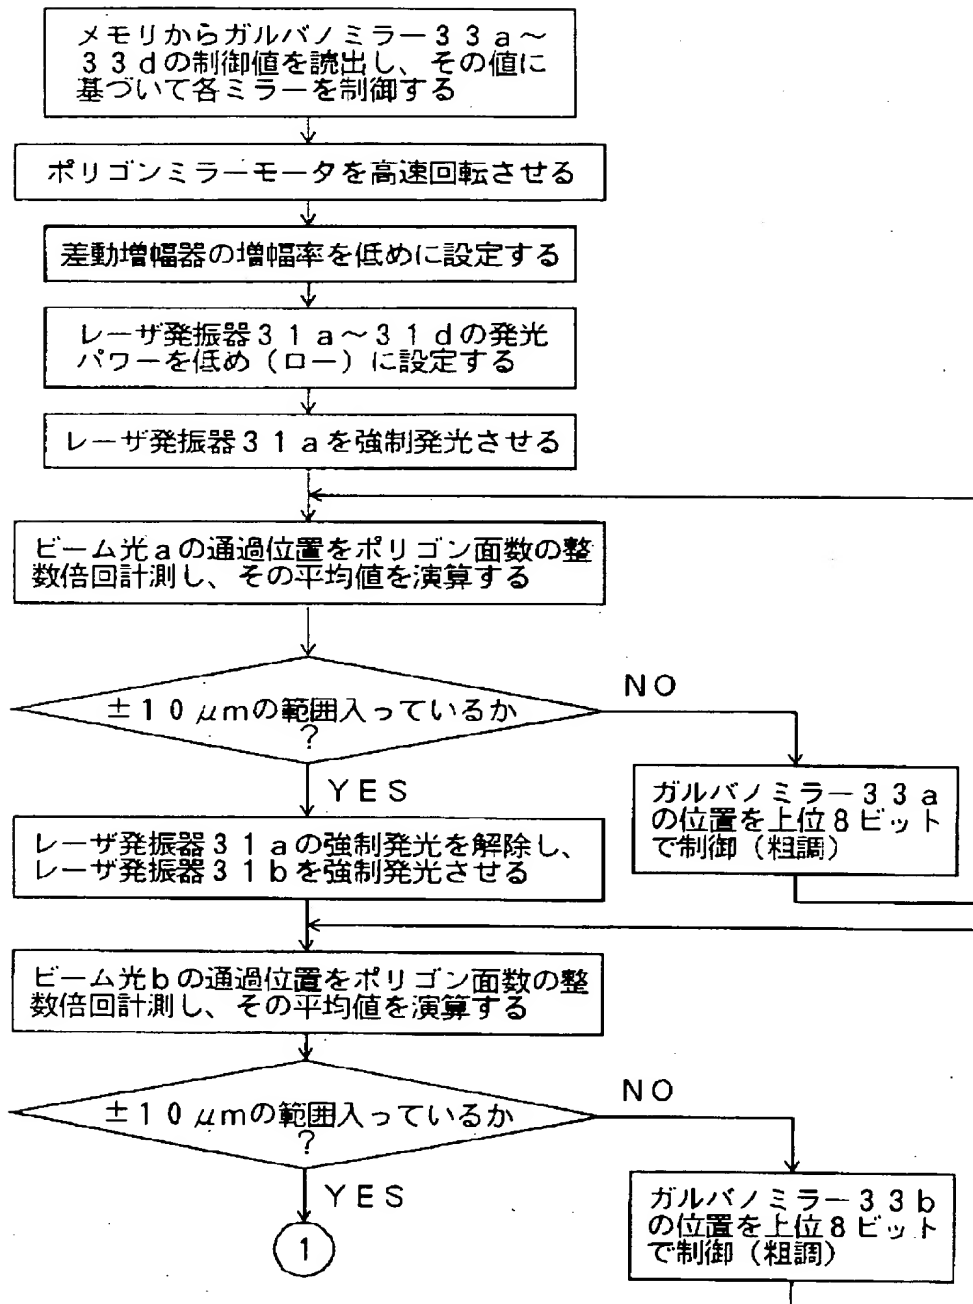 メモリからガルバノミラー33a～
33dの制御値を読出し、その値に
基づいて各ミラーを制御する
ポリゴンミラーモータを高速回転させる
差動増幅器の増幅率を低めに設定する
レーザ発振器31a～31dの発光
パワーを低め（ロー）に設定する
レーザ発振器31aを強制発光させる
ビーム光aの通過位置をポリゴン面数の整
数倍回計測し、その平均値を演算する
±10μmの範囲入っているか
?
NO
YES
ガルバノミラー33a
の位置を上位8ビット
で制御（粗調）
レーザ発振器31aの強制発光を解除し、
レーザ発振器31bを強制発光させる
ビーム光bの通過位置をポリゴン面数の整
数倍回計測し、その平均値を演算する
±10μmの範囲入っているか
?
NO
YES
ガルバノミラー33b
の位置を上位8ビット
で制御（粗調）
1